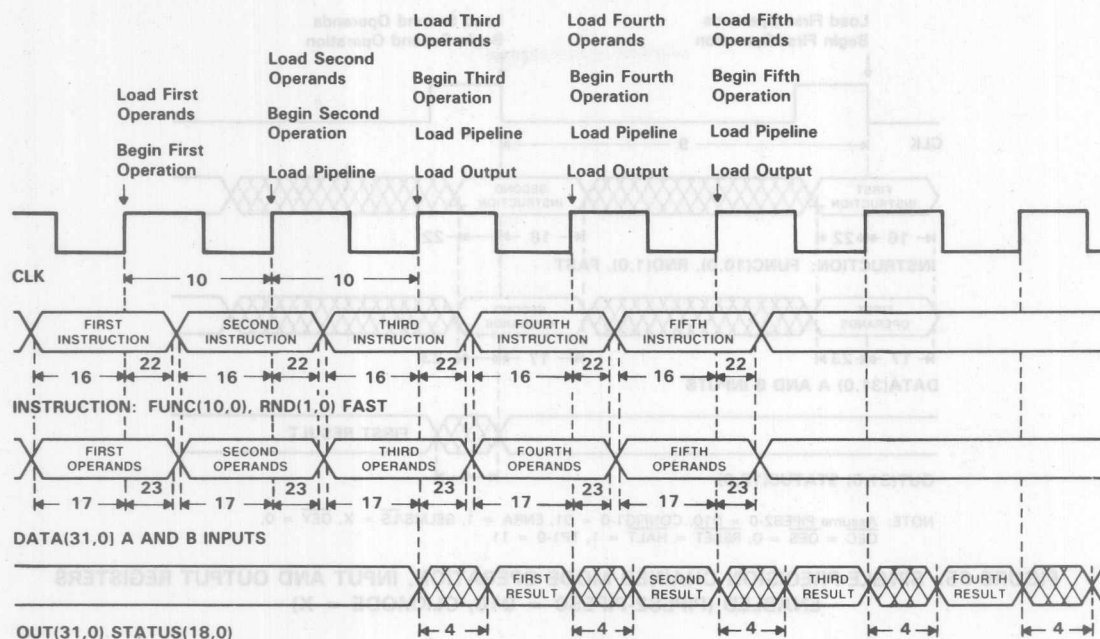 Load First
Operands
Begin First
Operation
Load Second
Operands
Begin Second
Operation
Load Pipeline
Load Third
Operands
Begin Third
Operation
Load Pipeline
Load Output
Load Fourth
Operands
Begin Fourth
Operation
Load Pipeline
Load Output
Load Fifth
Operands
Begin Fifth
Operation
Load Pipeline
Load Output
CLK
10 10
FIRST INSTRUCTION
SECOND INSTRUCTION
THIRD INSTRUCTION
FOURTH INSTRUCTION
FIFTH INSTRUCTION
16 22 16 22 16 22 16 22 16 22
INSTRUCTION: FUNC(10,0), RND(1,0) FAST
FIRST OPERANDS
SECOND OPERANDS
THIRD OPERANDS
FOURTH OPERANDS
FIFTH OPERANDS
17 23 17 23 17 23 17 23 17 23
DATA(31,0) A AND B INPUTS
FIRST RESULT
SECOND RESULT
THIRD RESULT
FOURTH RESULT
OUT(31,0) STATUS(18,0)
4 4 4 4 4